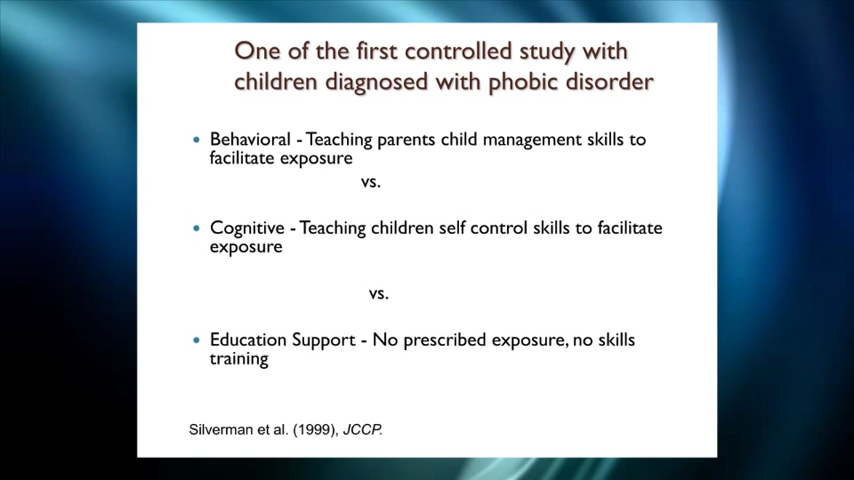 One of the first controlled study with
children diagnosed with phobic disorder
• Behavioral - Teaching parents child management skills to
facilitate exposure
vs.
• Cognitive - Teaching children self control skills to facilitate
exposure
vs.
• Education Support - No prescribed exposure, no skills
training
Silverman et al. (1999), JCCP.